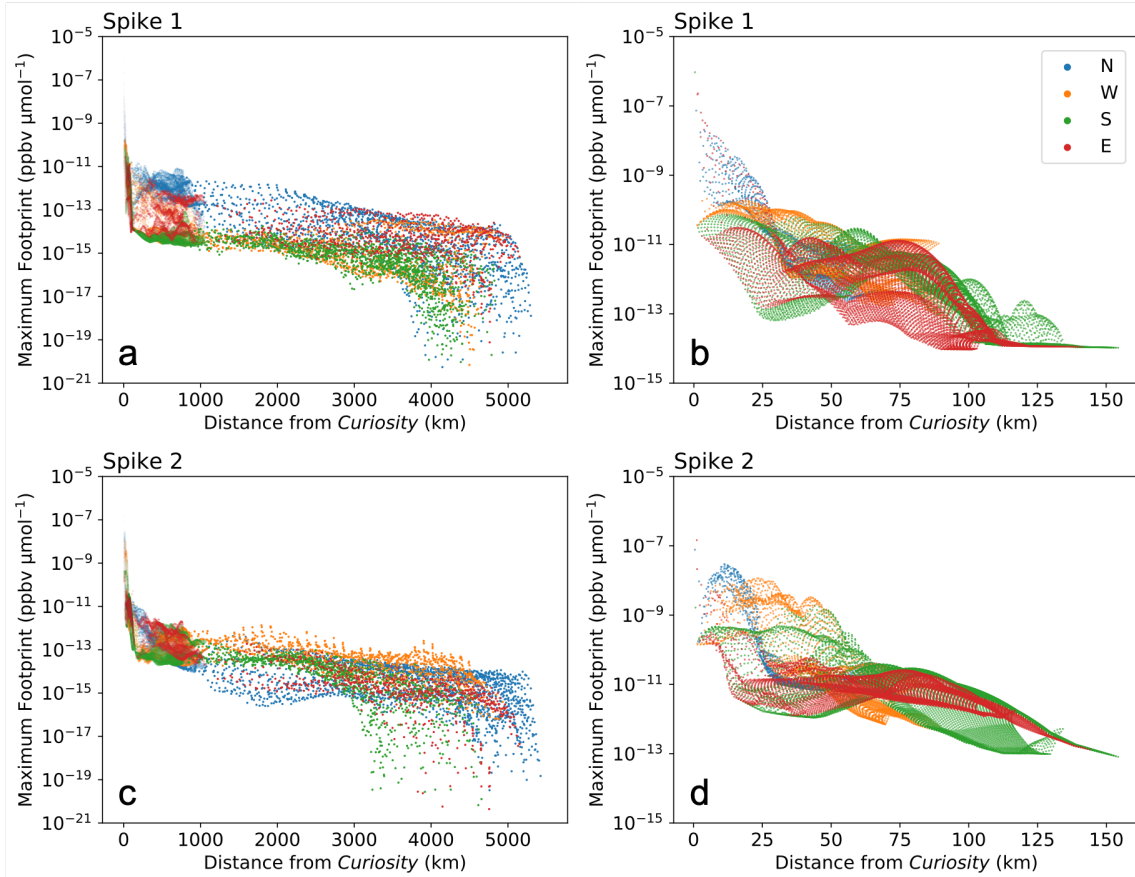 Spike 1
Maximum Footprint (ppbv μmol⁻¹)
10⁻⁵
10⁻⁷
10⁻⁹
10⁻¹¹
10⁻¹³
10⁻¹⁵
10⁻¹⁷
10⁻¹⁹
10⁻²¹
a
0 1000 2000 3000 4000 5000
Distance from Curiosity (km)
Spike 1
Maximum Footprint (ppbv μmol⁻¹)
10⁻⁵
10⁻⁷
10⁻⁹
10⁻¹¹
10⁻¹³
10⁻¹⁵
N
W
S
E
b
0 25 50 75 100 125 150
Distance from Curiosity (km)
Spike 2
Maximum Footprint (ppbv μmol⁻¹)
10⁻⁵
10⁻⁷
10⁻⁹
10⁻¹¹
10⁻¹³
10⁻¹⁵
10⁻¹⁷
10⁻¹⁹
10⁻²¹
c
0 1000 2000 3000 4000 5000
Distance from Curiosity (km)
Spike 2
Maximum Footprint (ppbv μmol⁻¹)
10⁻⁵
10⁻⁷
10⁻⁹
10⁻¹¹
10⁻¹³
10⁻¹⁵
d
0 25 50 75 100 125 150
Distance from Curiosity (km)